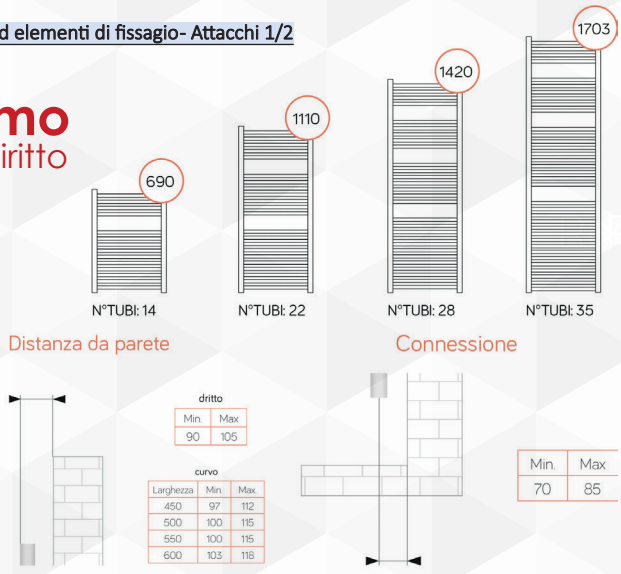 d elementi di fissagio- Attacchi 1/2
mo
iritto
690
1110
1420
1703
N°TUBI: 14
N°TUBI: 22
N°TUBI: 28
N°TUBI: 35
Distanza da parete
dritto
Min. Max
90 105
curvo
Larghezza Min. Max
450 97 112
500 100 115
550 100 115
600 103 118
Connessione
Min. Max
70 85